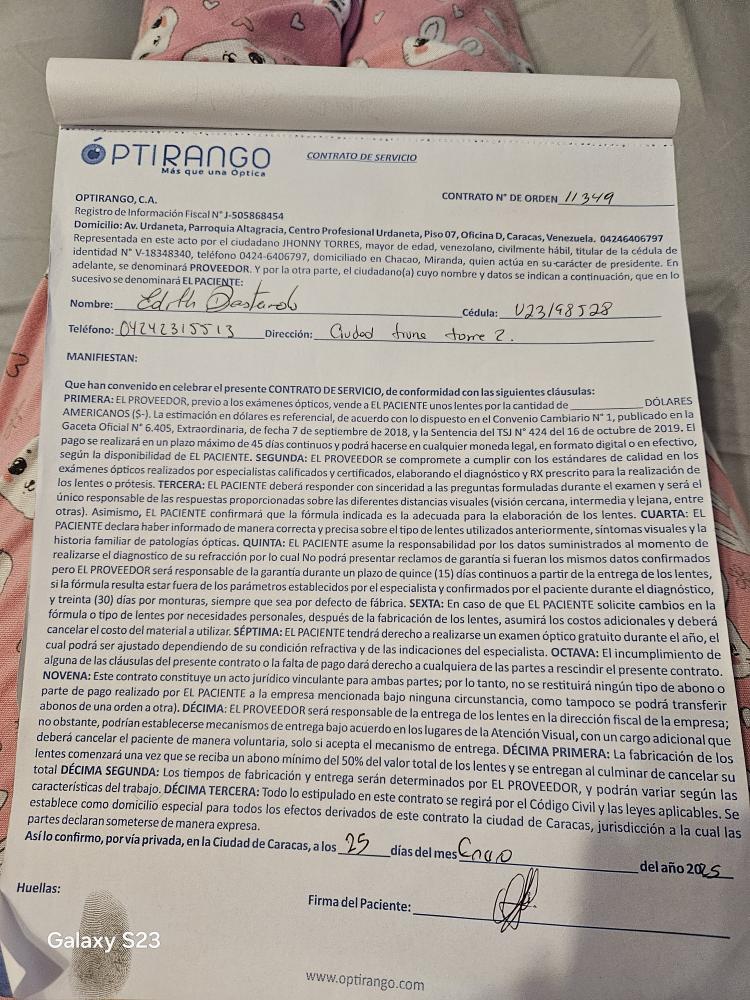 ÓPTIRANGO
Más que una Óptica
CONTRATO DE SERVICIO
OPTIRANGO, C.A.
CONTRATO N° DE ORDEN 11349
Registro de Información Fiscal N° J-505868454
Domicilio: Av. Urdaneta, Parroquia Altagracia, Centro Profesional Urdaneta, Piso 07, Oficina D, Caracas, Venezuela. 04246406797
Representada en este acto por el ciudadano JHONNY TORRES, mayor de edad, venezolano, civilmente hábil, titular de la cédula de
identidad N° V-18348340, teléfono 0424-6406797, domiciliado en Chacao, Miranda, quien actúa en su carácter de presidente. En
adelante, se denominará PROVEEDOR. Y por la otra parte, el ciudadano(a) cuyo nombre y datos se indican a continuación, que en lo
sucesivo se denominará EL PACIENTE:
Nombre: Edith
Cédula: V23198528
Teléfono: 04242315513 Dirección: Ciudad torre 2.
MANIFIESTAN:
Que han convenido en celebrar el presente CONTRATO DE SERVICIO, de conformidad con las siguientes cláusulas:
PRIMERA: EL PROVEEDOR, previo a los exámenes ópticos, vende a EL PACIENTE unos lentes por la cantidad de ____________ DÓLARES
AMERICANOS ($-). La estimación en dólares es referencial, de acuerdo con lo dispuesto en el Convenio Cambiario N° 1, publicado en la
Gaceta Oficial N° 6.405, Extraordinaria, de fecha 7 de septiembre de 2018, y la Sentencia del TSJ N° 424 del 16 de octubre de 2019. El
pago se realizará en un plazo máximo de 45 días continuos y podrá hacerse en cualquier moneda legal, en formato digital o en efectivo,
según la disponibilidad de EL PACIENTE. SEGUNDA: EL PROVEEDOR se compromete a cumplir con los estándares de calidad en los
exámenes ópticos realizados por especialistas calificados y certificados, elaborando el diagnóstico y RX prescrito para la realización de
los lentes o prótesis. TERCERA: EL PACIENTE deberá responder con sinceridad a las preguntas formuladas durante el examen y será el
único responsable de las respuestas proporcionadas sobre las diferentes distancias visuales (visión cercana, intermedia y lejana, entre
otras). Asimismo, EL PACIENTE confirmará que la fórmula indicada es la adecuada para la elaboración de los lentes. CUARTA: EL
PACIENTE declara haber informado de manera correcta y precisa sobre el tipo de lentes utilizados anteriormente, síntomas visuales y la
historia familiar de patologías ópticas. QUINTA: EL PACIENTE asume la responsabilidad por los datos suministrados al momento de
realizarse el diagnostico de su refracción por lo cual No podrá presentar reclamos de garantía si fueran los mismos datos confirmados
pero EL PROVEEDOR será responsable de la garantía durante un plazo de quince (15) días continuos a partir de la entrega de los lentes,
si la fórmula resulta estar fuera de los parámetros establecidos por el especialista y confirmados por el paciente durante el diagnóstico,
y treinta (30) días por monturas, siempre que sea por defecto de fábrica. SEXTA: En caso de que EL PACIENTE solicite cambios en la
fórmula o tipo de lentes por necesidades personales, después de la fabricación de los lentes, asumirá los costos adicionales y deberá
cancelar el costo del material a utilizar. SÉPTIMA: EL PACIENTE tendrá derecho a realizarse un examen óptico gratuito durante el año, el
cual podrá ser ajustado dependiendo de su condición refractiva y de las indicaciones del especialista. OCTAVA: El incumplimiento de
alguna de las cláusulas del presente contrato o la falta de pago dará derecho a cualquiera de las partes a rescindir el presente contrato.
NOVENA: Este contrato constituye un acto jurídico vinculante para ambas partes; por lo tanto, no se restituirá ningún tipo de abono o
parte de pago realizado por EL PACIENTE a la empresa mencionada bajo ninguna circunstancia, como tampoco se podrá transferir
abonos de una orden a otra). DÉCIMA: EL PROVEEDOR será responsable de la entrega de los lentes en la dirección fiscal de la empresa;
no obstante, podrían establecerse mecanismos de entrega bajo acuerdo en los lugares de la Atención Visual, con un cargo adicional que
deberá cancelar el paciente de manera voluntaria, solo si acepta el mecanismo de entrega. DÉCIMA PRIMERA: La fabricación de los
lentes comenzará una vez que se reciba un abono mínimo del 50% del valor total de los lentes y se entregan al culminar de cancelar su
total DÉCIMA SEGUNDA: Los tiempos de fabricación y entrega serán determinados por EL PROVEEDOR, y podrán variar según las
características del trabajo. DÉCIMA TERCERA: Todo lo estipulado en este contrato se regirá por el Código Civil y las leyes aplicables. Se
establece como domicilio especial para todos los efectos derivados de este contrato la ciudad de Caracas, jurisdicción a la cual las
partes declaran someterse de manera expresa.
Así lo confirmo, por vía privada, en la Ciudad de Caracas, a los 25 días del mes Enero del año 2025
Huellas:
Firma del Paciente:
Galaxy S23
www.optirango.com